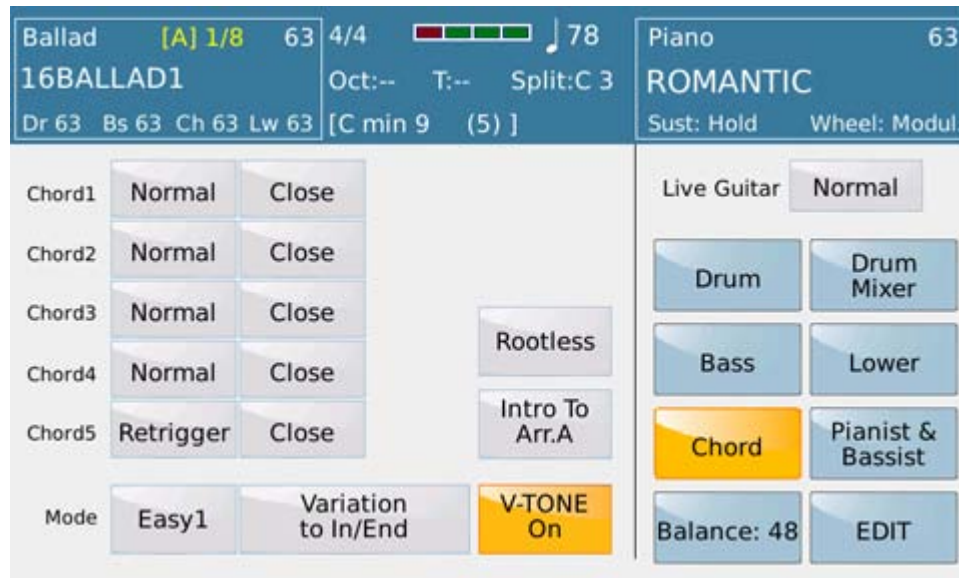 Ballad [A] 1/8 63
16BALLAD1
Dr 63 Bs 63 Ch 63 Lw 63
4/4 78
Oct:-- T:-- Split:C 3
[C min 9 (5) ]
Piano 63
ROMANTIC
Sust: Hold Wheel: Modul.
Chord1 Normal Close
Chord2 Normal Close
Chord3 Normal Close
Chord4 Normal Close
Chord5 Retrigger Close
Rootless
Intro To
Arr.A
Mode Easy1
Variation
to In/End
V-TONE
On
Live Guitar Normal
Drum
Drum
Mixer
Bass
Lower
Chord
Pianist &
Bassist
Balance: 48
EDIT